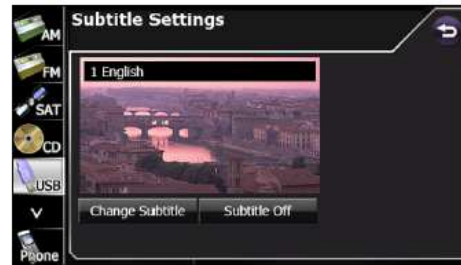 Subtitle Settings
AM
FM
SAT
CD
USB
Phone
1 English
Change Subtitle
Subtitle Off